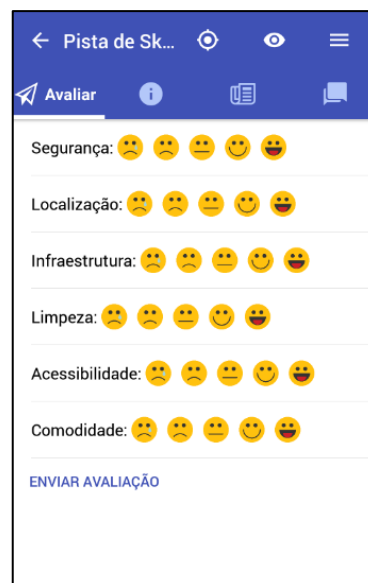 Pista de Sk...
Avaliar
Segurança:
Localização:
Infraestrutura:
Limpeza:
Acessibilidade:
Comodidade:
ENVIAR AVALIAÇÃO